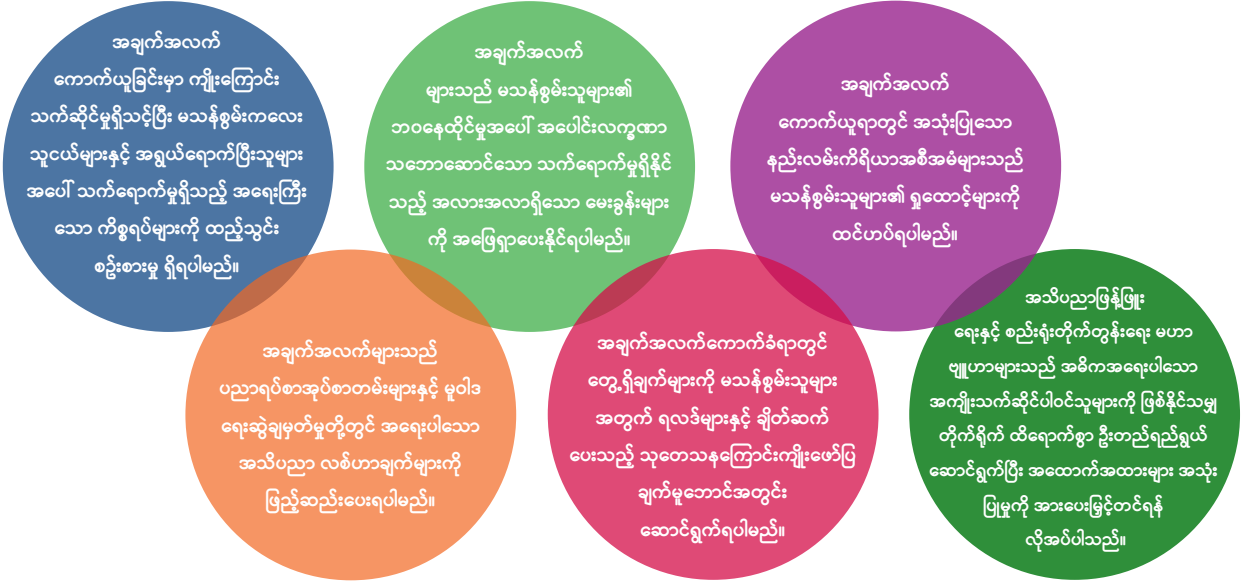 အချက်အလက်
ကောက်ယူခြင်းမှာ ကျိုးကြောင်း
သက်ဆိုင်မှုရှိသင့်ပြီး မသန်စွမ်းကလေး
သူငယ်များနှင့် အရွယ်ရောက်ပြီးသူများ
အပေါ် သက်ရောက်မှုရှိသည့် အရေးကြီး
သော ကိစ္စရပ်များကို ထည့်သွင်း
စဥ်းစားမှု ရှိရပါမည်။
အချက်အလက်များသည်
ပညာရပ်စာအုပ်စာတမ်းများနှင့် မူဝါဒ
ရေးဆွဲချမှတ်မှုတို့တွင် အရေးပါသော
အသိပညာ လစ်ဟာချက်များကို
ဖြည့်ဆည်းပေးရပါမည်။
အချက်အလက်
များသည် မသန်စွမ်းသူများ၏
ဘဝနေထိုင်မှုအပေါ် အပေါင်းလက္ခဏာ
သဘောဆောင်သော သက်ရောက်မှုရှိနိုင်
သည့် အလားအလာရှိသော မေးခွန်းများ
ကို အဖြေရှာပေးနိုင်ရပါမည်။
အချက်အလက်ကောက်ခံရာတွင်
တွေ့ရှိချက်များကို မသန်စွမ်းသူများ
အတွက် ရလဒ်များနှင့် ချိတ်ဆက်
ပေးသည့် သုတေသနကြောင်းကျိုးဖော်ပြ
ချက်မူဘောင်အတွင်း
ဆောင်ရွက်ရပါမည်။
အချက်အလက်
ကောက်ယူရာတွင် အသုံးပြုသော
နည်းလမ်းကိရိယာအစီအမံများသည်
မသန်စွမ်းသူများ၏ ရှုထောင့်များကို
ထင်ဟပ်ရပါမည်။
အသိပညာဖြန့်ဖြူး
ရေးနှင့် စည်းရုံးတိုက်တွန်းရေး မဟာ
ဗျူဟာများသည် အဓိကအရေးပါသော
အကျိုးသက်ဆိုင်ပါဝင်သူများကို ဖြစ်နိုင်သမျှ
တိုက်ရိုက် ထိရောက်စွာ ဦးတည်ရည်ရွယ်
ဆောင်ရွက်ပြီး အထောက်အထားများ အသုံး
ပြုမှုကို အားပေးမြှင့်တင်ရန်
လိုအပ်ပါသည်။